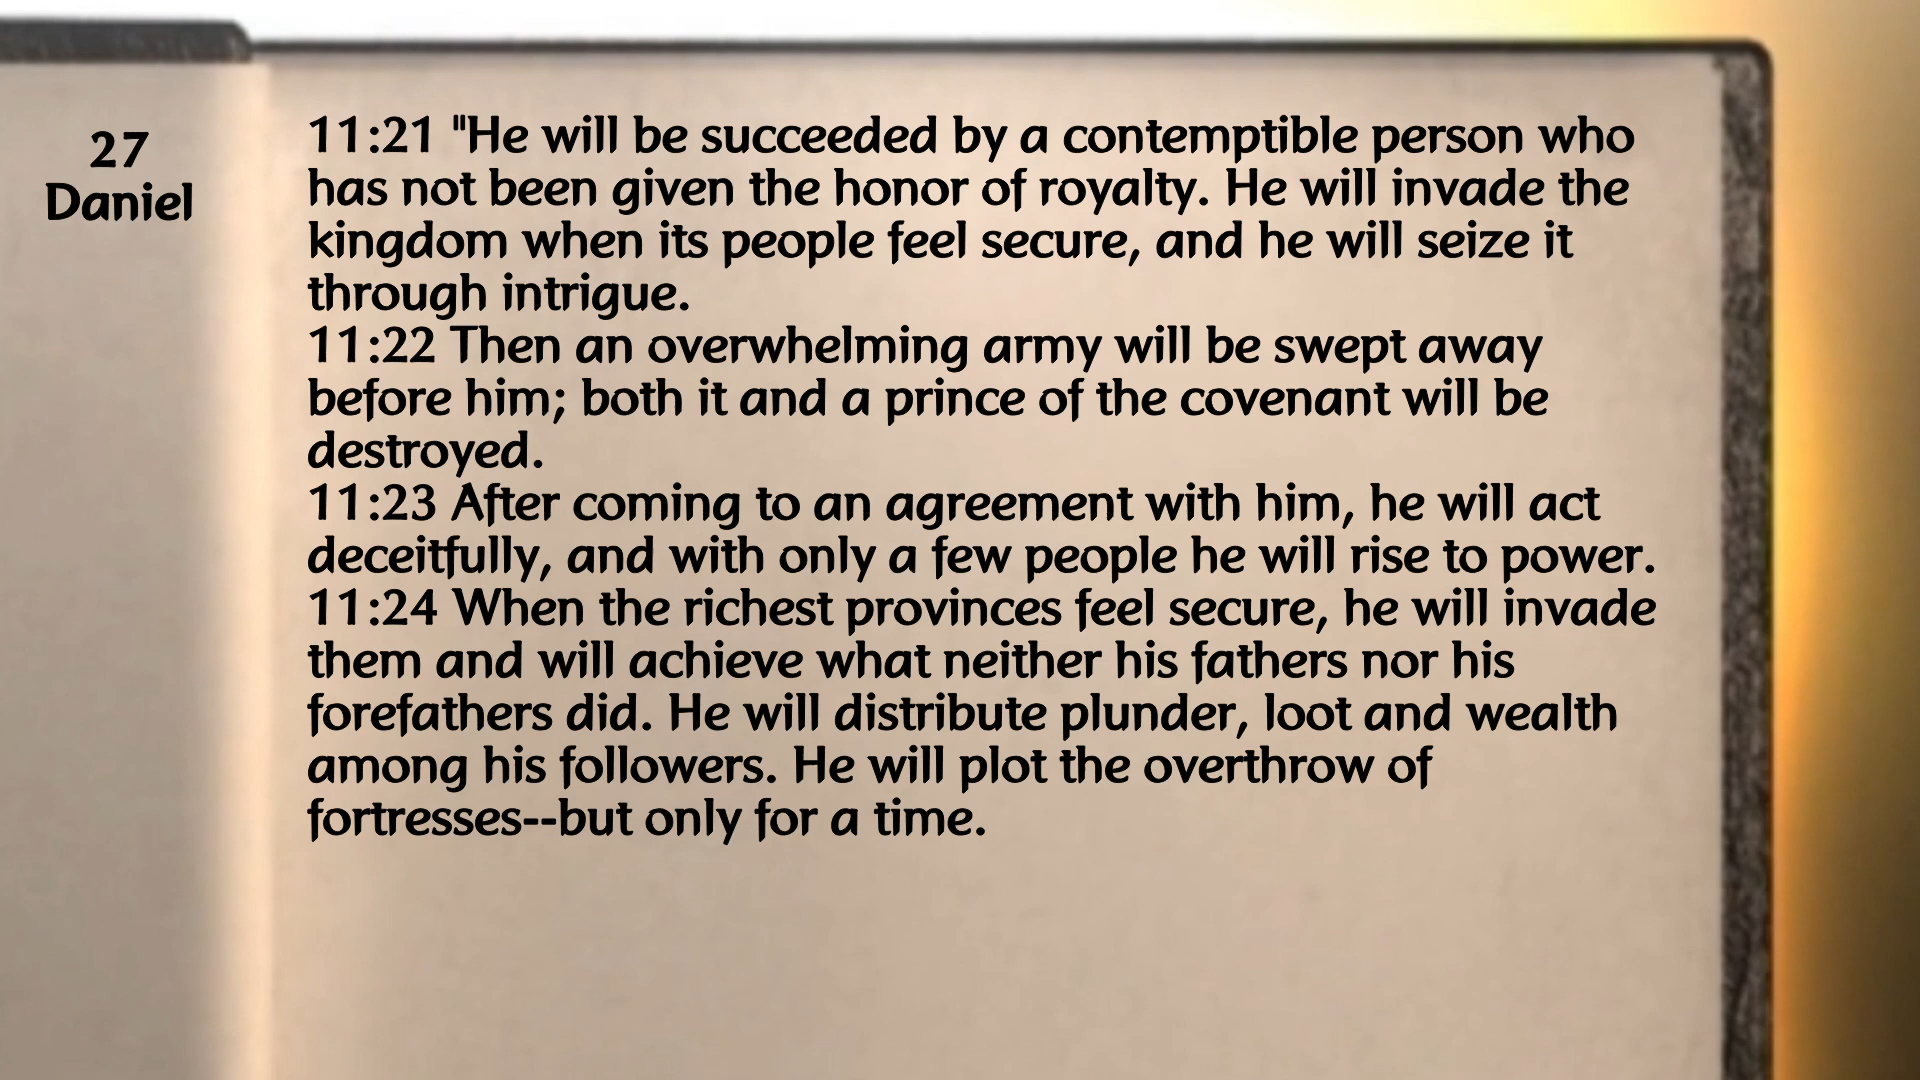 27
Daniel
11:21 "He will be succeeded by a contemptible person who
has not been given the honor of royalty. He will invade the
kingdom when its people feel secure, and he will seize it
through intrigue.
11:22 Then an overwhelming army will be swept away
before him; both it and a prince of the covenant will be
destroyed.
11:23 After coming to an agreement with him, he will act
deceitfully, and with only a few people he will rise to power.
11:24 When the richest provinces feel secure, he will invade
them and will achieve what neither his fathers nor his
forefathers did. He will distribute plunder, loot and wealth
among his followers. He will plot the overthrow of
fortresses--but only for a time.